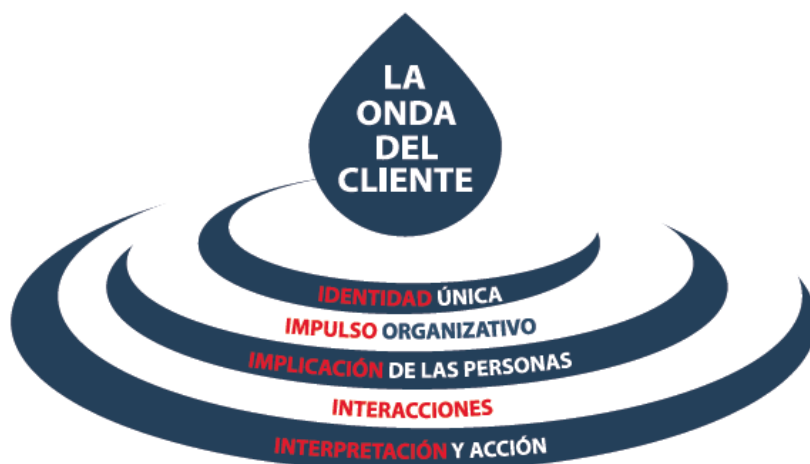 LA
ONDA
DEL
CLIENTE
IDENTIDAD ÚNICA
IMPULSO ORGANIZATIVO
IMPLICACIÓN DE LAS PERSONAS
INTERACCIONES
INTERPRETACIÓN Y ACCIÓN